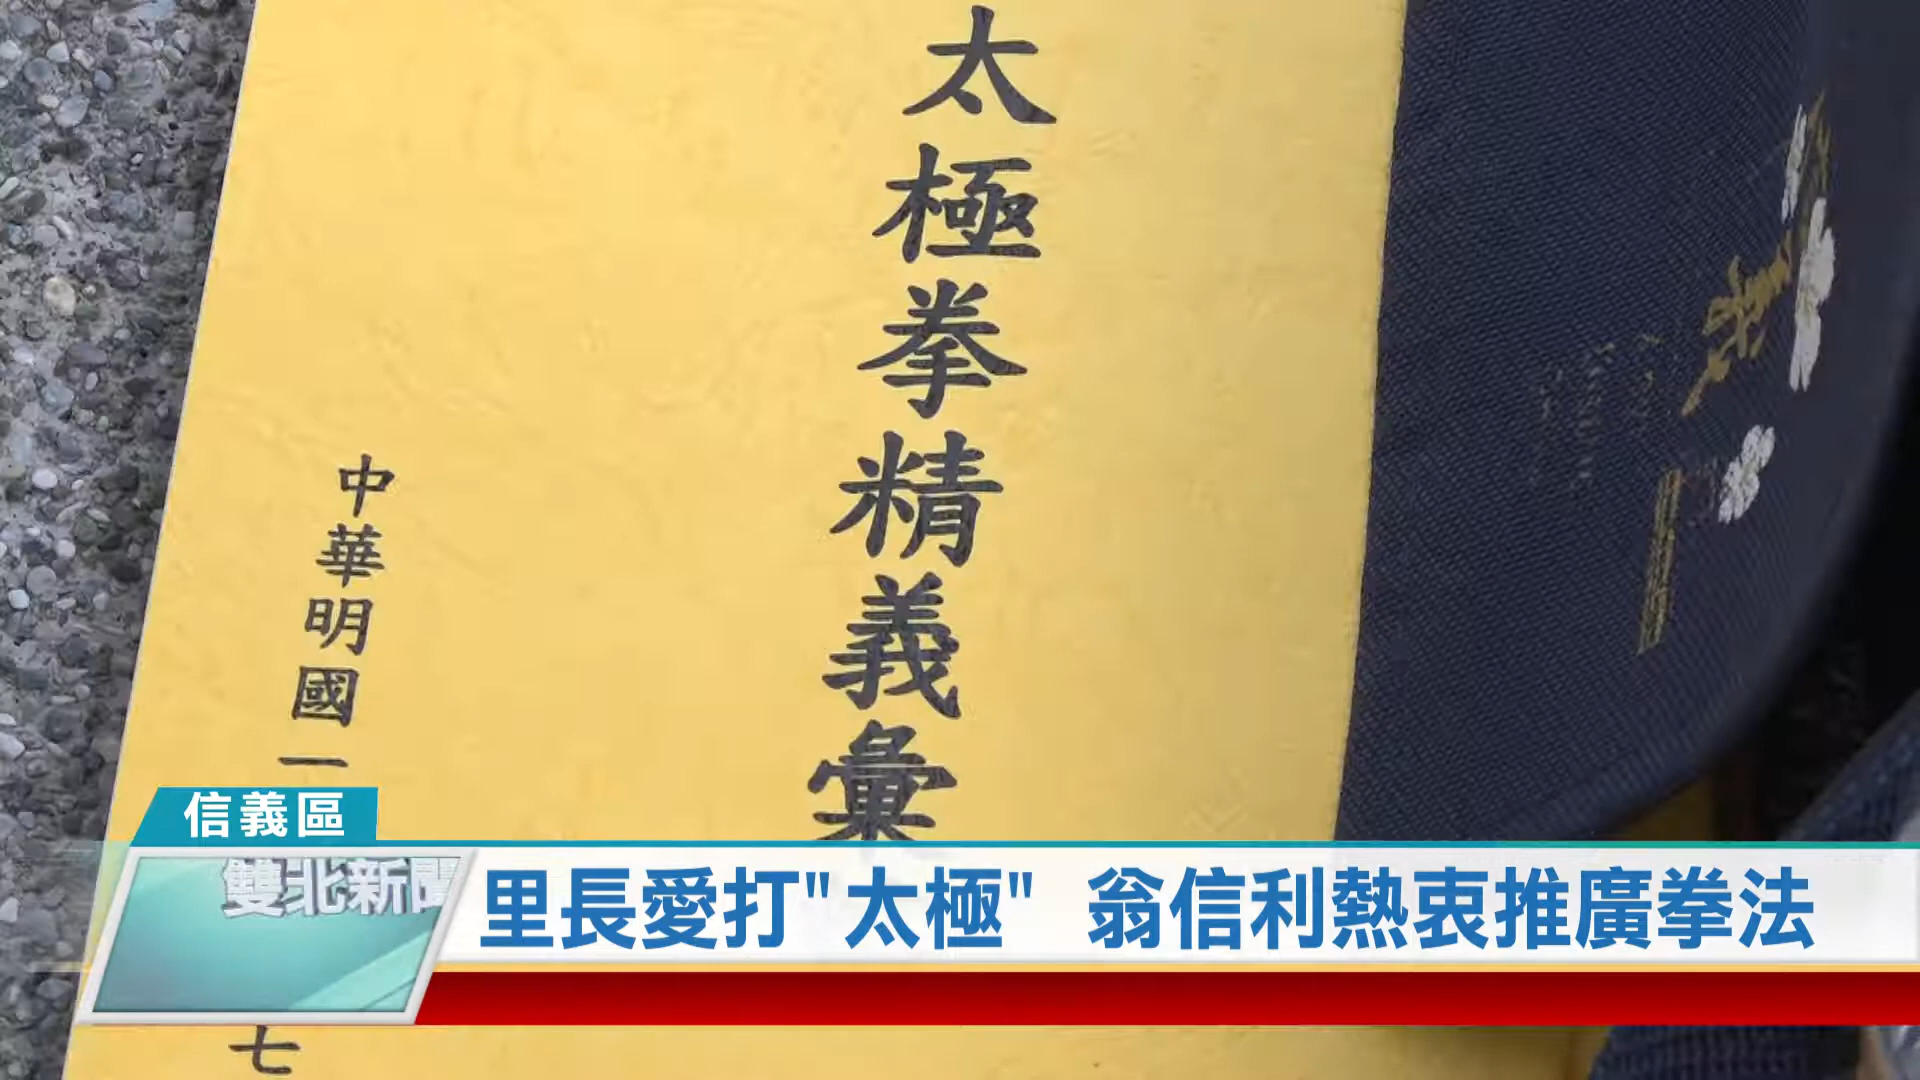 太極拳精義彙
中華明國一
七
信義區
雙北新聞
里長愛打"太極" 翁信利熱衷推廣拳法